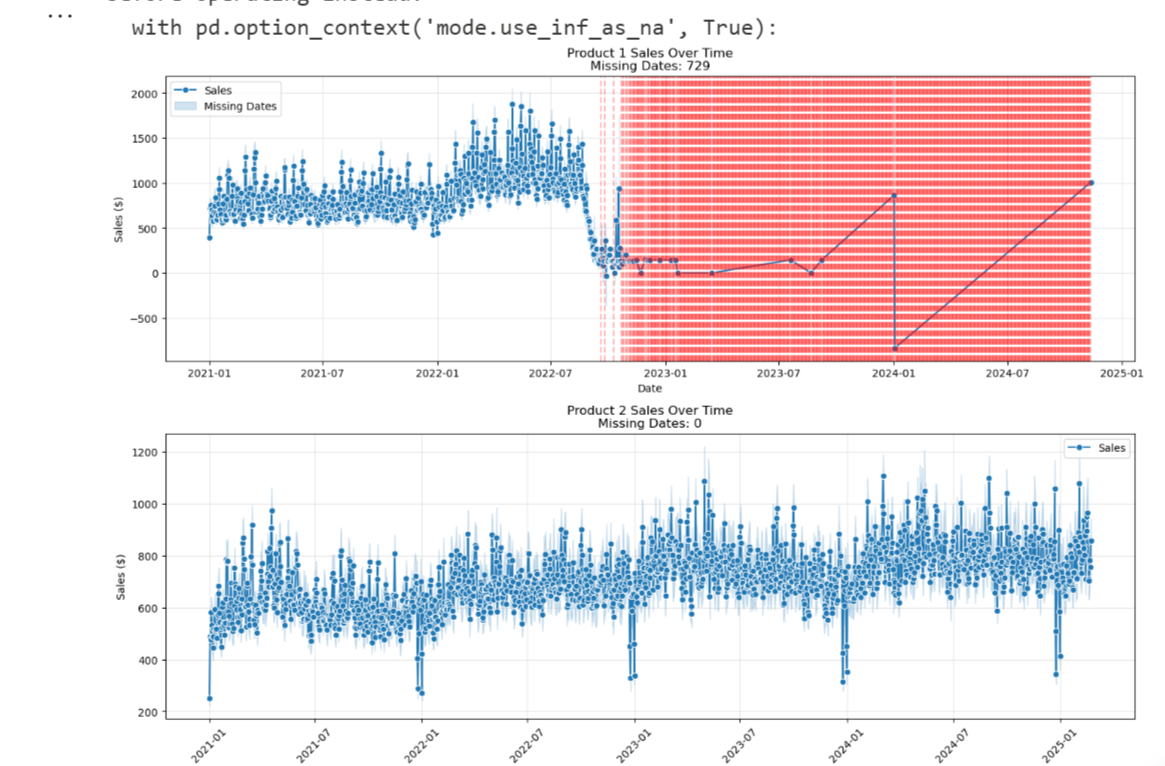 ...
with pd.option_context('mode.use_inf_as_na', True):
Product 1 Sales Over Time
Missing Dates: 729
Sales
Missing Dates
2000
1500
1000
500
0
−500
Sales ($)
2021-01 2021-07 2022-01 2022-07 2023-01 2023-07 2024-01 2024-07 2025-01
Date
Product 2 Sales Over Time
Missing Dates: 0
Sales
1200
1000
800
600
400
200
Sales ($)
2021-01 2021-07 2022-01 2022-07 2023-01 2023-07 2024-01 2024-07 2025-01